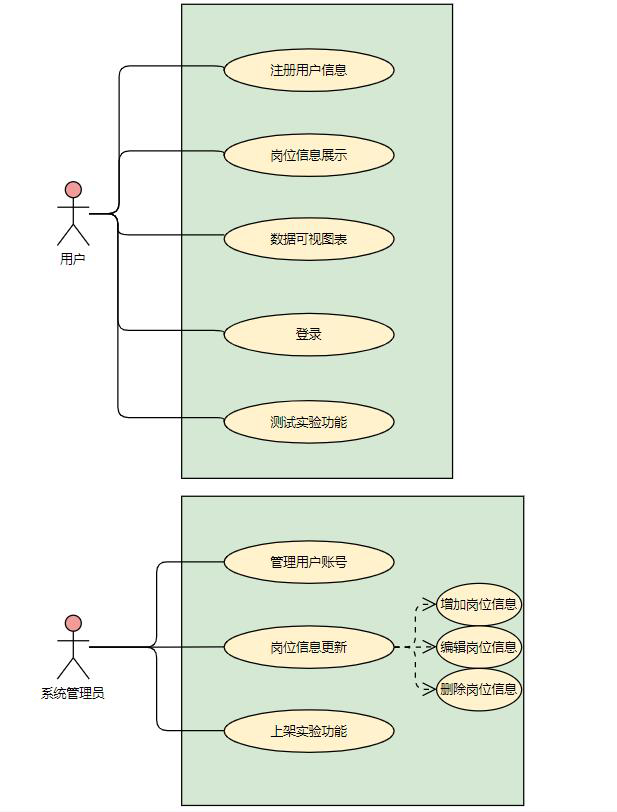 注册用户信息
岗位信息展示
数据可视图表
用户
登录
测试实验功能
管理用户账号
增加岗位信息
岗位信息更新
编辑岗位信息
系统管理员
删除岗位信息
上架实验功能